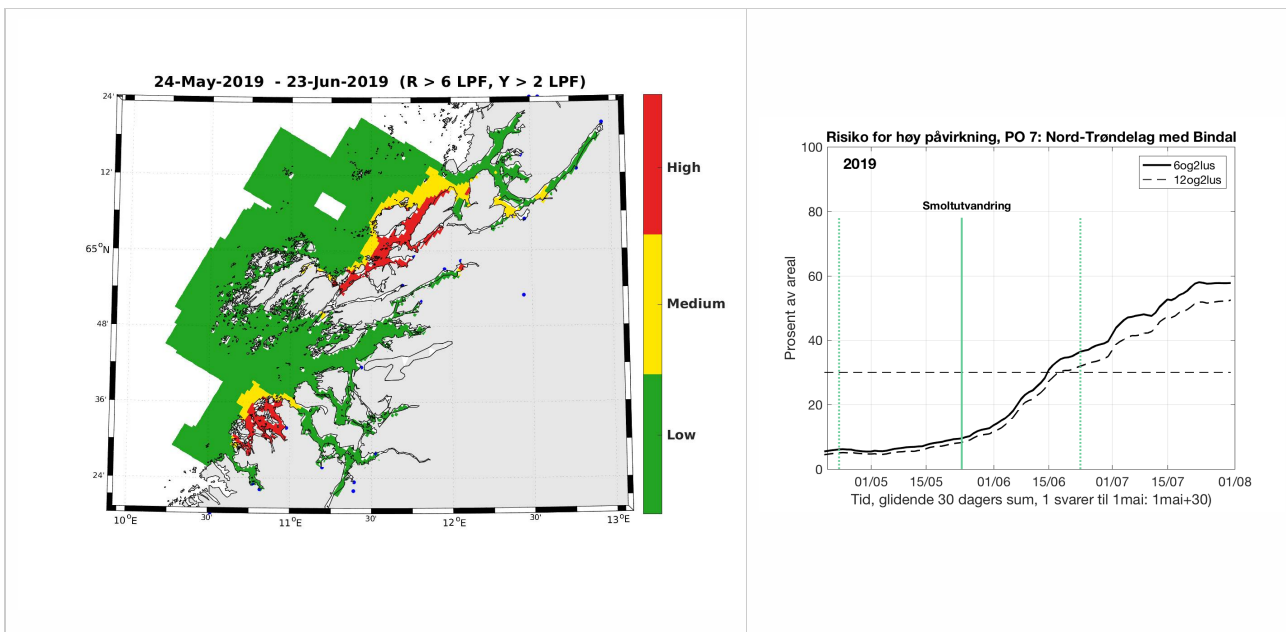 24-May-2019 - 23-Jun-2019 (R > 6 LPF, Y > 2 LPF)
24'
12'
65°N
48'
36'
24'
10°E
30'
11°E
30'
12°E
30'
13°E
High
Medium
Low
Risiko for høy påvirkning, PO 7: Nord-Trøndelag med Bindal
2019
6og2lus
12og2lus
Smoltutvandring
Prosent av areal
100
80
60
40
20
0
01/05
15/05
01/06
15/06
01/07
15/07
01/08
Tid, glidende 30 dagers sum, 1 svarer til 1mai: 1mai+30)